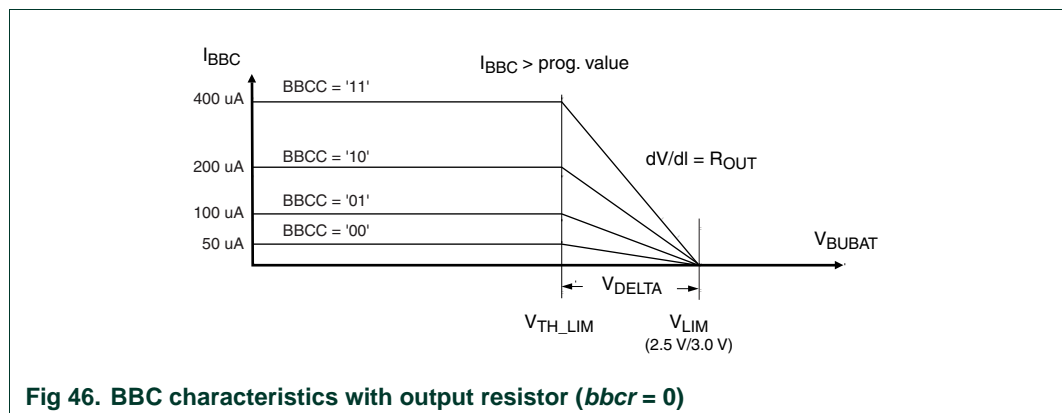 I_BBC
I_BBC > prog. value
BBCC = '11'
400 uA
dV/dI = R_OUT
BBCC = '10'
200 uA
BBCC = '01'
100 uA
BBCC = '00'
50 uA
V_BUBAT
V_DELTA
V_TH_LIM
V_LIM
(2.5 V/3.0 V)
Fig 46. BBC characteristics with output resistor (bbcr = 0)